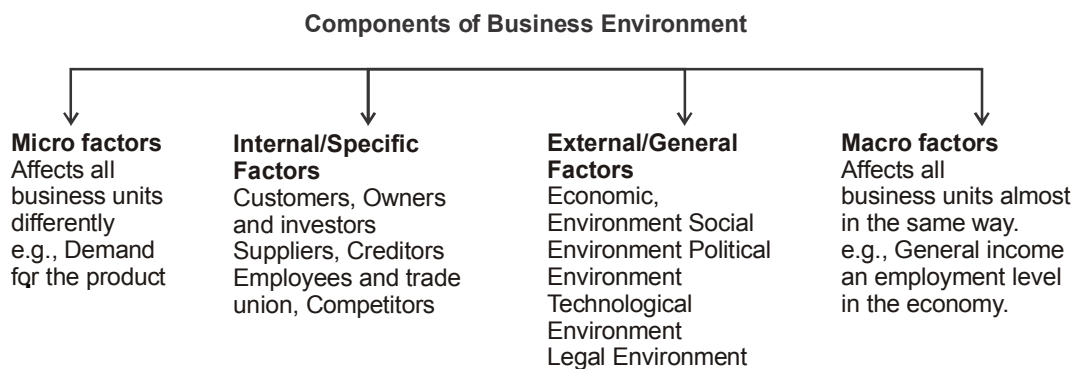 Components of Business Environment
Micro factors
Affects all
business units
differently
e.g., Demand
for the product
Internal/Specific
Factors
Customers, Owners
and investors
Suppliers, Creditors
Employees and trade
union, Competitors
External/General
Factors
Economic,
Environment Social
Environment Political
Environment
Technological
Environment
Legal Environment
Macro factors
Affects all
business units almost
in the same way.
e.g., General income
an employment level
in the economy.